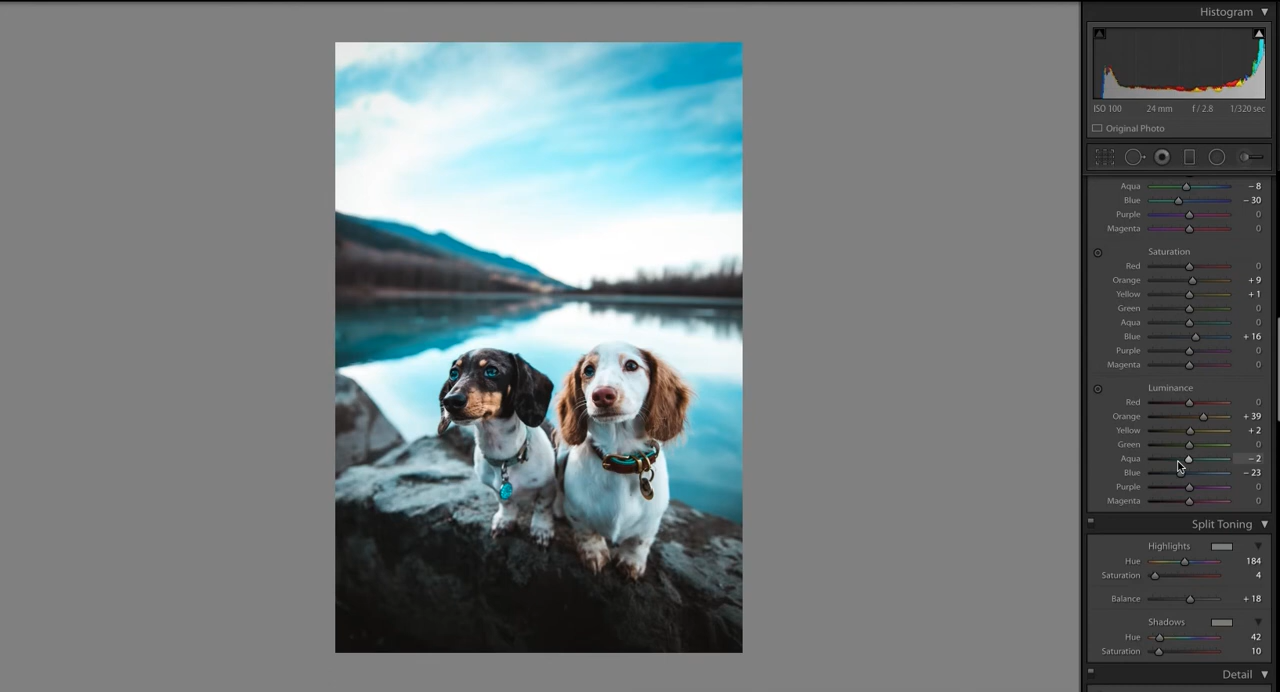 Histogram
ISO 100 24 mm f / 2.8 1/320 sec
Original Photo
Aqua - 8
Blue - 30
Purple 0
Magenta 0
Saturation
Red 0
Orange + 9
Yellow + 1
Green 0
Aqua 0
Blue + 16
Purple 0
Magenta 0
Luminance
Red 0
Orange + 39
Yellow + 2
Green 0
Aqua - 2
Blue - 23
Purple 0
Magenta 0
Split Toning
Highlights
Hue 184
Saturation 4
Balance + 18
Shadows
Hue 42
Saturation 10
Detail